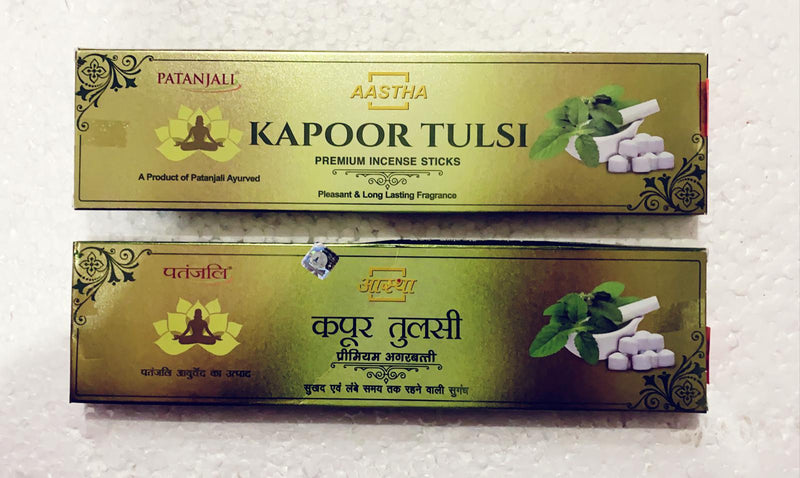 PATANJALI
AASTHA
KAPOOR TULSI
PREMIUM INCENSE STICKS
A Product of Patanjali Ayurved
Pleasant & Long Lasting Fragrance
पतंजलि
आस्था
कपूर तुलसी
प्रीमियम अगरबत्ती
पतंजलि आयुर्वेद का उत्पाद
सुखद एवं लंबे समय तक रहने वाली सुगंध